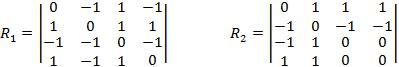 R₁ = | 0 −1 1 −1 | R₂ = | 0 1 1 1 |
| 1 0 1 1 | | −1 0 −1 −1 |
| −1 −1 0 −1 | | −1 1 0 0 |
| 1 −1 1 0 | | 1 1 0 0 |